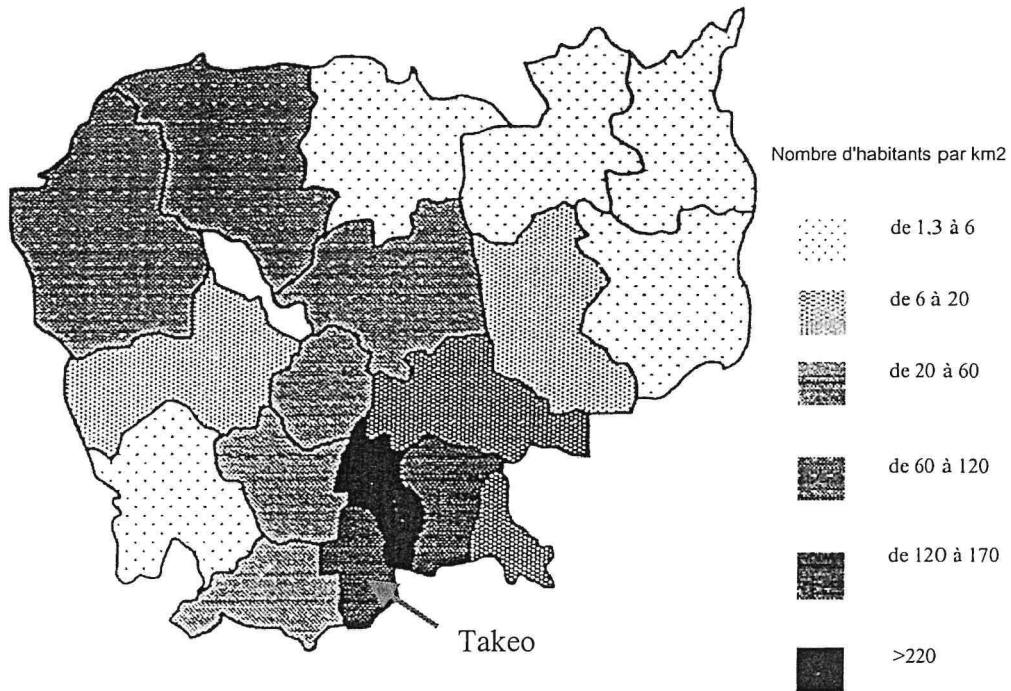 Nombre d'habitants par km2
de 1.3 à 6
de 6 à 20
de 20 à 60
de 60 à 120
de 120 à 170
>220
Takeo